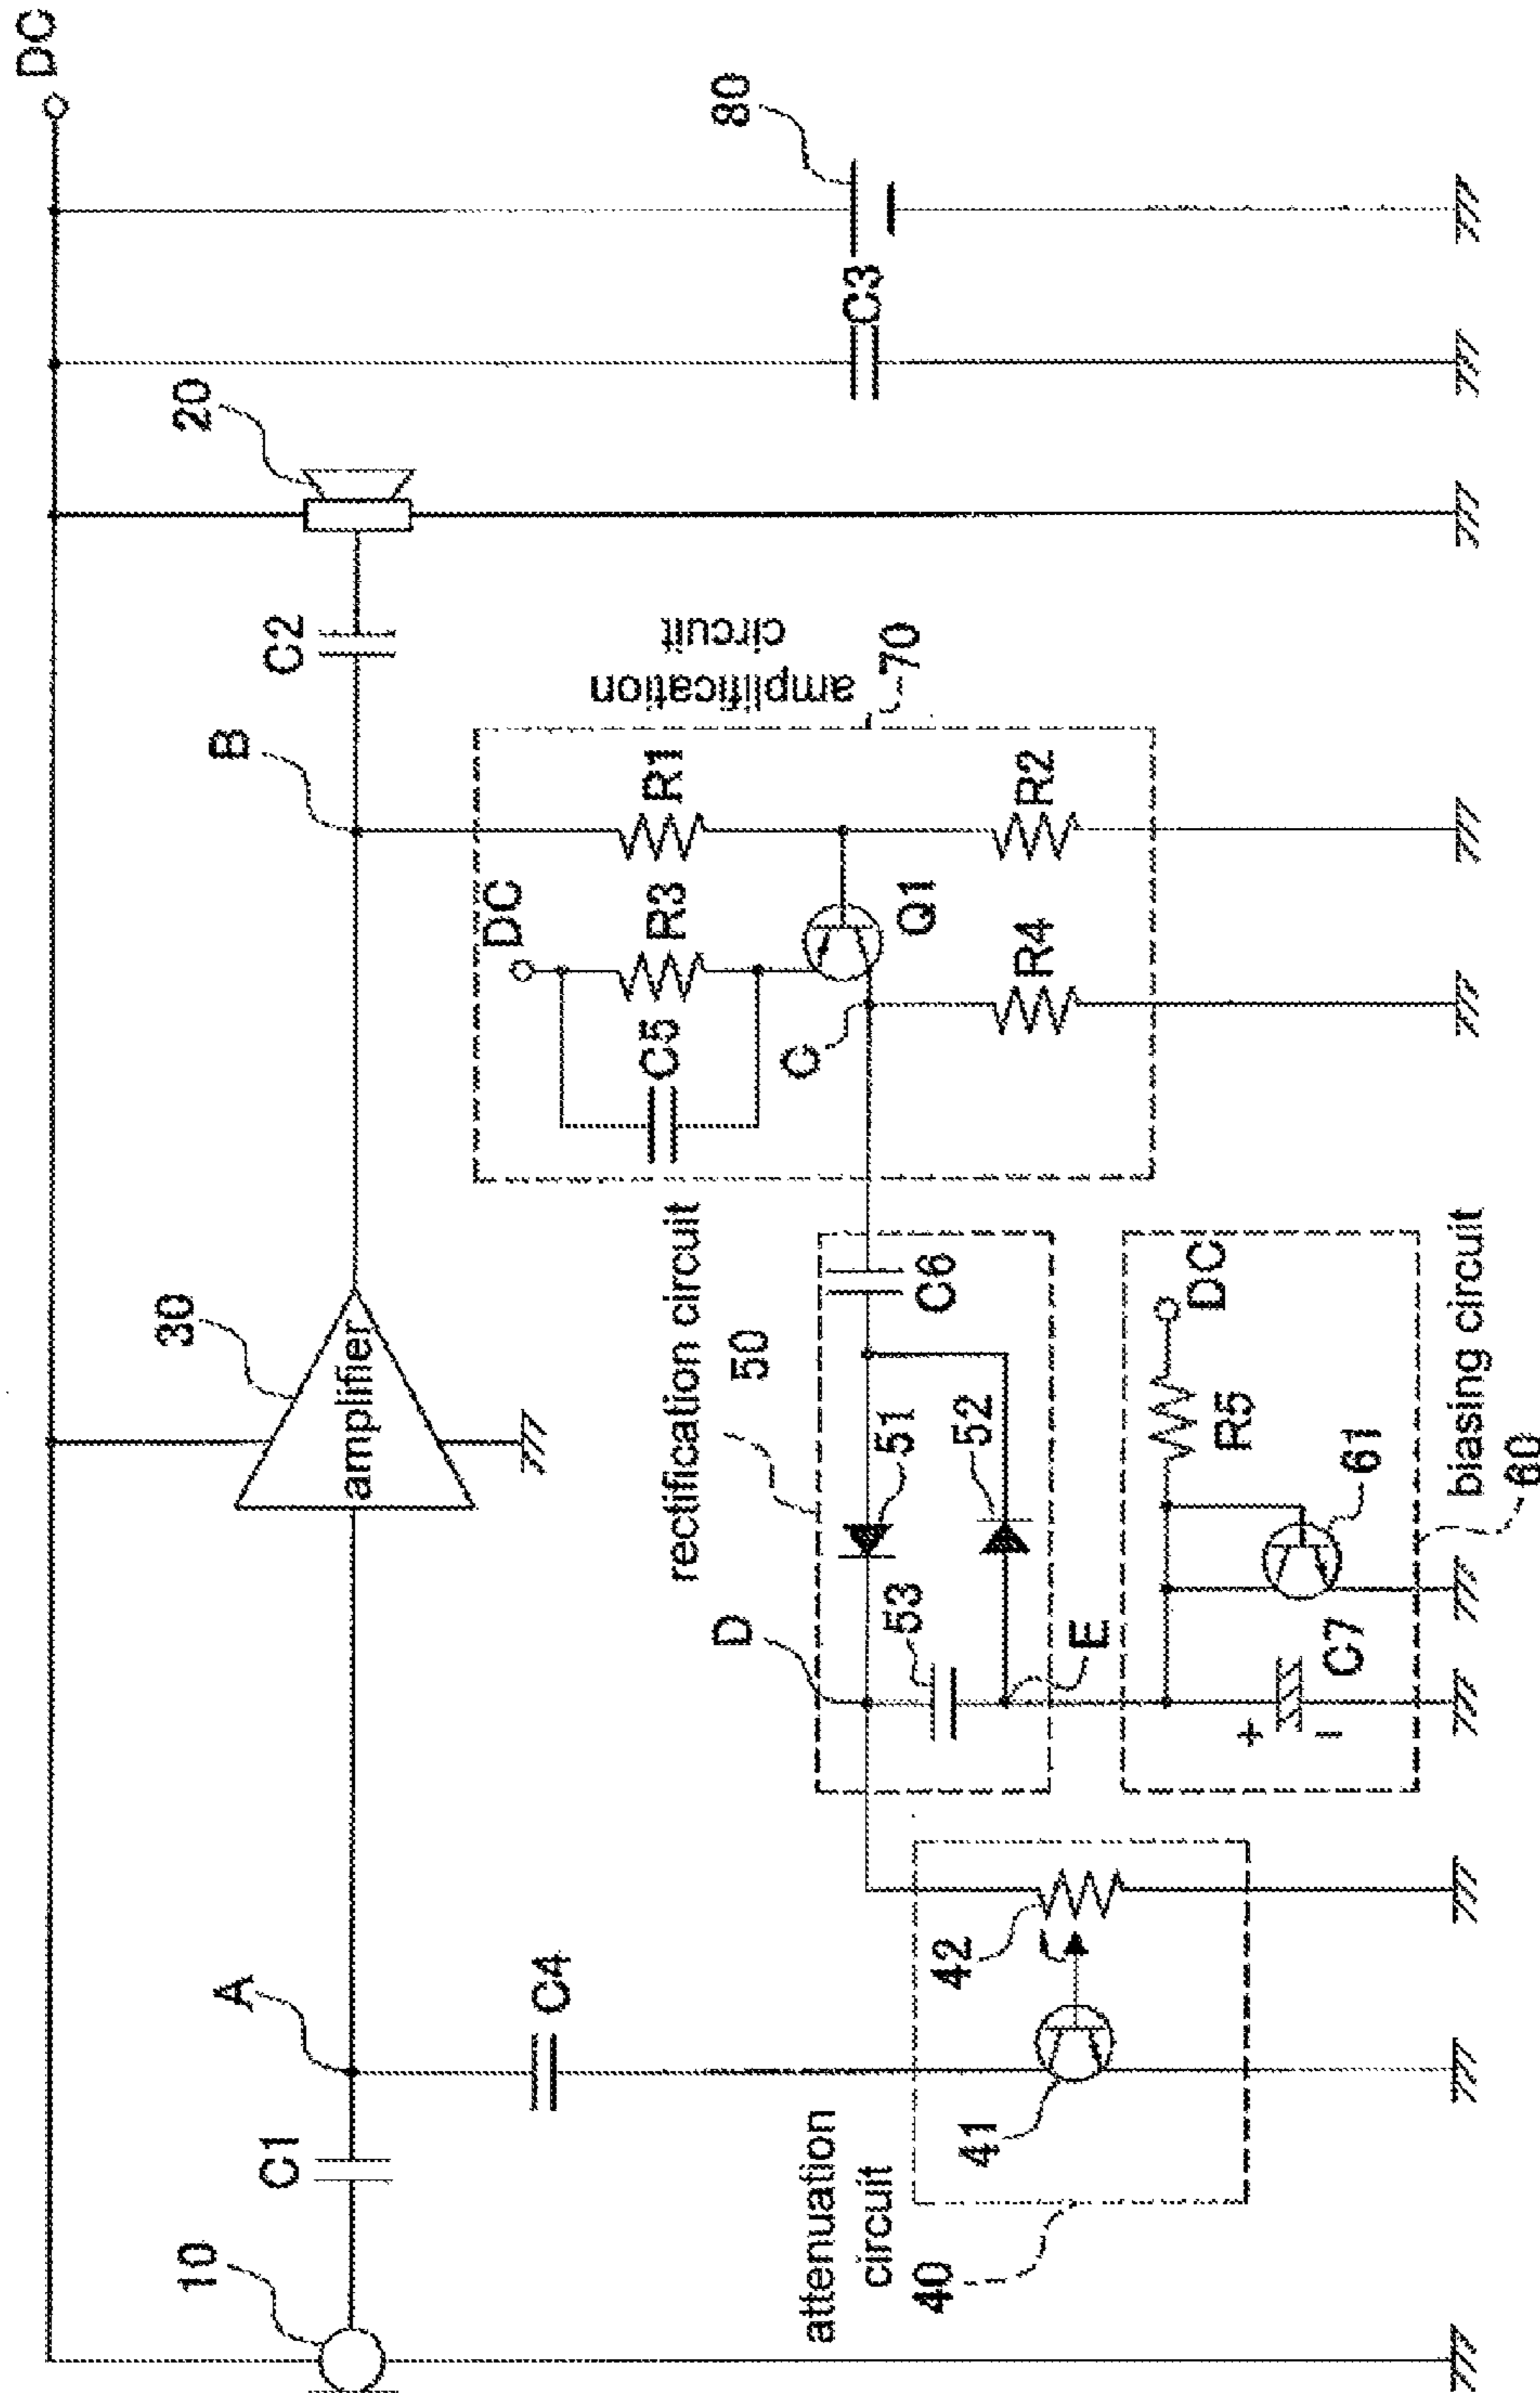 DC
80
C3
20
C2
amplification
circuit
70
B
R1
R2
DC
R3
Q1
R4
C5
C
rectification circuit
50
C6
51
52
53
D
E
DC
R5
61
C7
+
−
biasing circuit
60
30
amplifier
A
C4
42
41
attenuation
circuit
40
C1
10